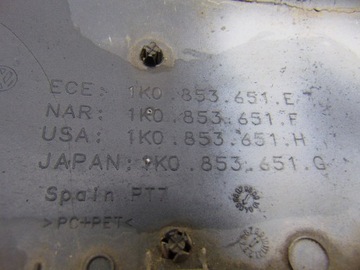 ECE: 1K0.853.651.E
NAR: 1K0.853.651.F
USA: 1K0.853.651.H
JAPAN: 1K0.853.651.G
Spain PT7
>PC+PET<